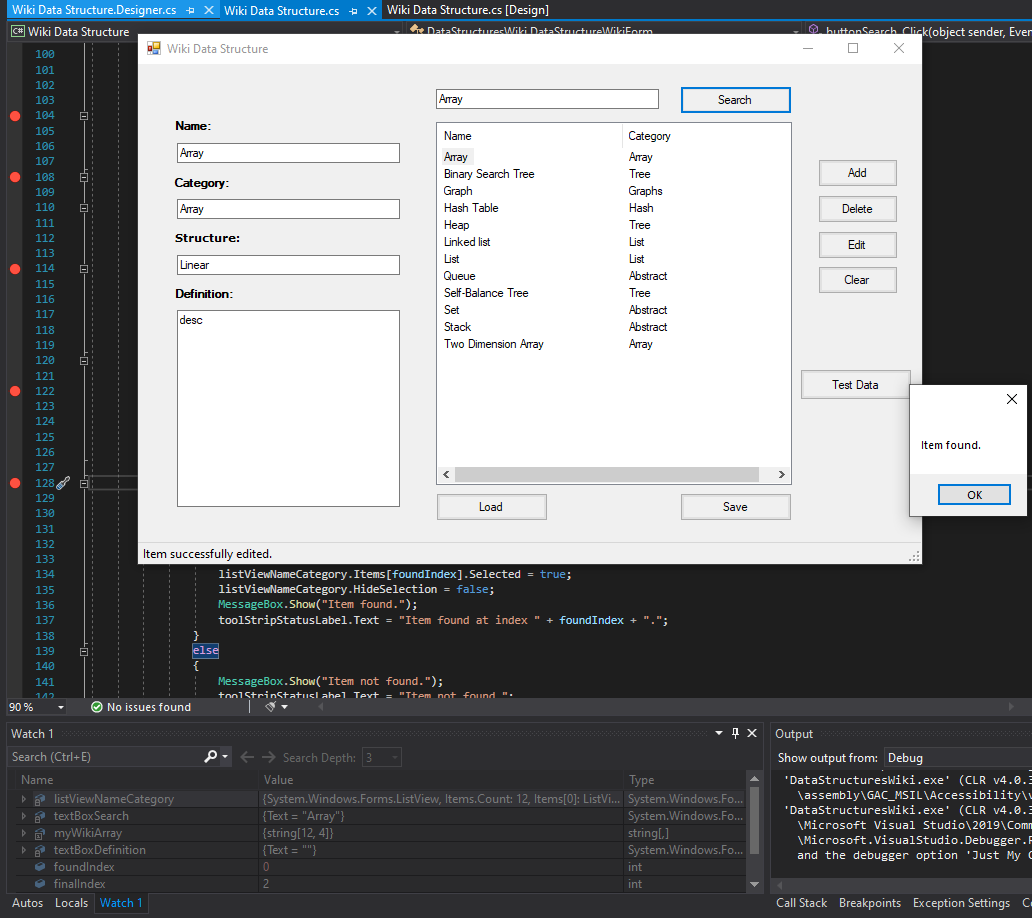 Wiki Data Structure.Designer.cs
Wiki Data Structure.cs
Wiki Data Structure.cs [Design]
C# Wiki Data Structure
DataStructuresWiki.DataStructureWikiForm
buttonSearch_Click(object sender, Even
100
101
102
103
104
105
106
107
108
109
110
111
112
113
114
115
116
117
118
119
120
121
122
123
124
125
126
127
128
129
130
131
132
133
Wiki Data Structure
Array
Search
Name:
Array
Category:
Array
Structure:
Linear
Definition:
desc
Name Category
Array Array
Binary Search Tree Tree
Graph Graphs
Hash Table Hash
Heap Tree
Linked list List
List List
Queue Abstract
Self-Balance Tree Tree
Set Abstract
Stack Abstract
Two Dimension Array Array
Add
Delete
Edit
Clear
Test Data
Load
Save
Item successfully edited.
Item found.
OK
134 listViewNameCategory.Items[foundIndex].Selected = true;
135 listViewNameCategory.HideSelection = false;
136 MessageBox.Show("Item found.");
137 toolStripStatusLabel.Text = "Item found at index " + foundIndex + ".";
138 }
139 else
140 {
141 MessageBox.Show("Item not found.");
142 toolStripStatusLabel.Text = "Item not found.";
90 %
No issues found
Watch 1
Search (Ctrl+E)
Search Depth: 3
Name Value Type
listViewNameCategory {System.Windows.Forms.ListView, Items.Count: 12, Items[0]: ListVi... System.Windows.Fo...
textBoxSearch {Text = "Array"} System.Windows.Fo...
myWikiArray {string[12, 4]} string[,]
textBoxDefinition {Text = ""} System.Windows.Fo...
foundIndex 0 int
finalIndex 2 int
Autos Locals Watch 1
Output
Show output from: Debug
'DataStructuresWiki.exe' (CLR v4.0.3
\assembly\GAC_MSIL\Accessibility\v
'DataStructuresWiki.exe' (CLR v4.0.3
\Microsoft Visual Studio\2019\Comm
\Microsoft.VisualStudio.Debugger.R
and the debugger option 'Just My C
Call Stack Breakpoints Exception Settings